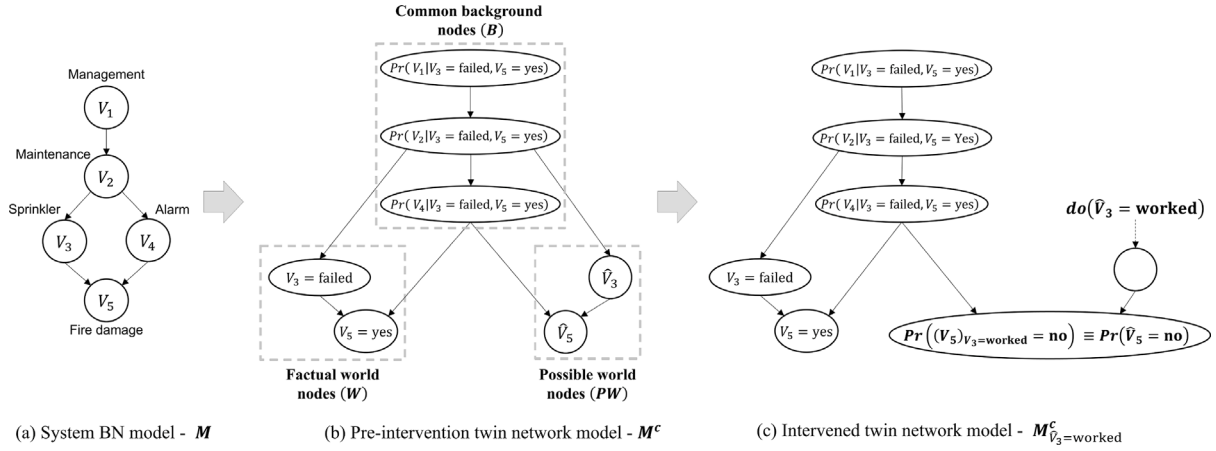 Management
V₁
Maintenance
V₂
Sprinkler
Alarm
V₃
V₄
V₅
Fire damage
(a) System BN model - M
Common background
nodes (B)
Pr( V₁|V₃ = failed, V₅ = yes)
Pr( V₂|V₃ = failed, V₅ = yes)
Pr( V₄|V₃ = failed, V₅ = yes)
V₃ = failed
V̂₃
V₅ = yes
V̂₅
Factual world
nodes (W)
Possible world
nodes (PW)
(b) Pre-intervention twin network model - Mᶜ
Pr( V₁|V₃ = failed, V₅ = yes)
Pr( V₂|V₃ = failed, V₅ = Yes)
Pr( V₄|V₃ = failed, V₅ = yes)
do(V̂₃ = worked)
V₃ = failed
V₅ = yes
Pr((V₅)_{V₃=worked} = no) ≡ Pr(V̂₅ = no)
(c) Intervened twin network model - Mᶜ_{V̂₃=worked}